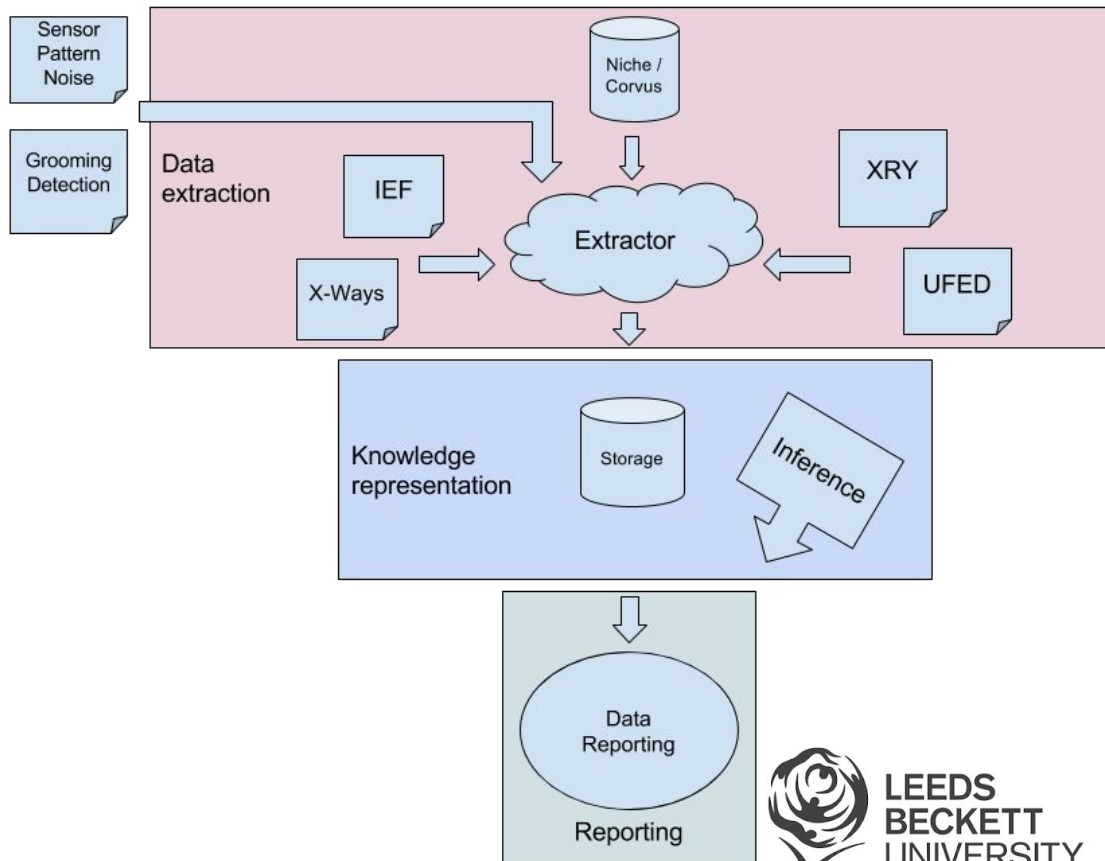 Sensor
Pattern
Noise
Grooming
Detection
Data
extraction
Niche /
Corvus
IEF
X-Ways
Extractor
XRY
UFED
Knowledge
representation
Storage
Inference
Data
Reporting
Reporting
LEEDS
BECKETT
UNIVERSITY